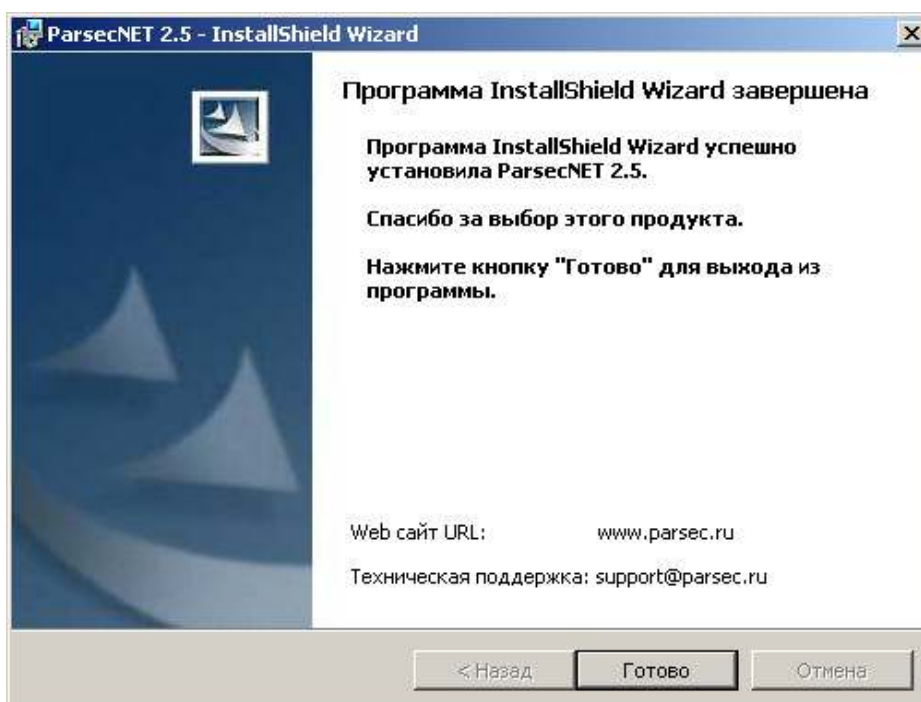 ParsecNET 2.5 - InstallShield Wizard
Программа InstallShield Wizard завершена
Программа InstallShield Wizard успешно
установила ParsecNET 2.5.
Спасибо за выбор этого продукта.
Нажмите кнопку "Готово" для выхода из
программы.
Web сайт URL: www.parsec.ru
Техническая поддержка: support@parsec.ru
< Назад Готово Отмена